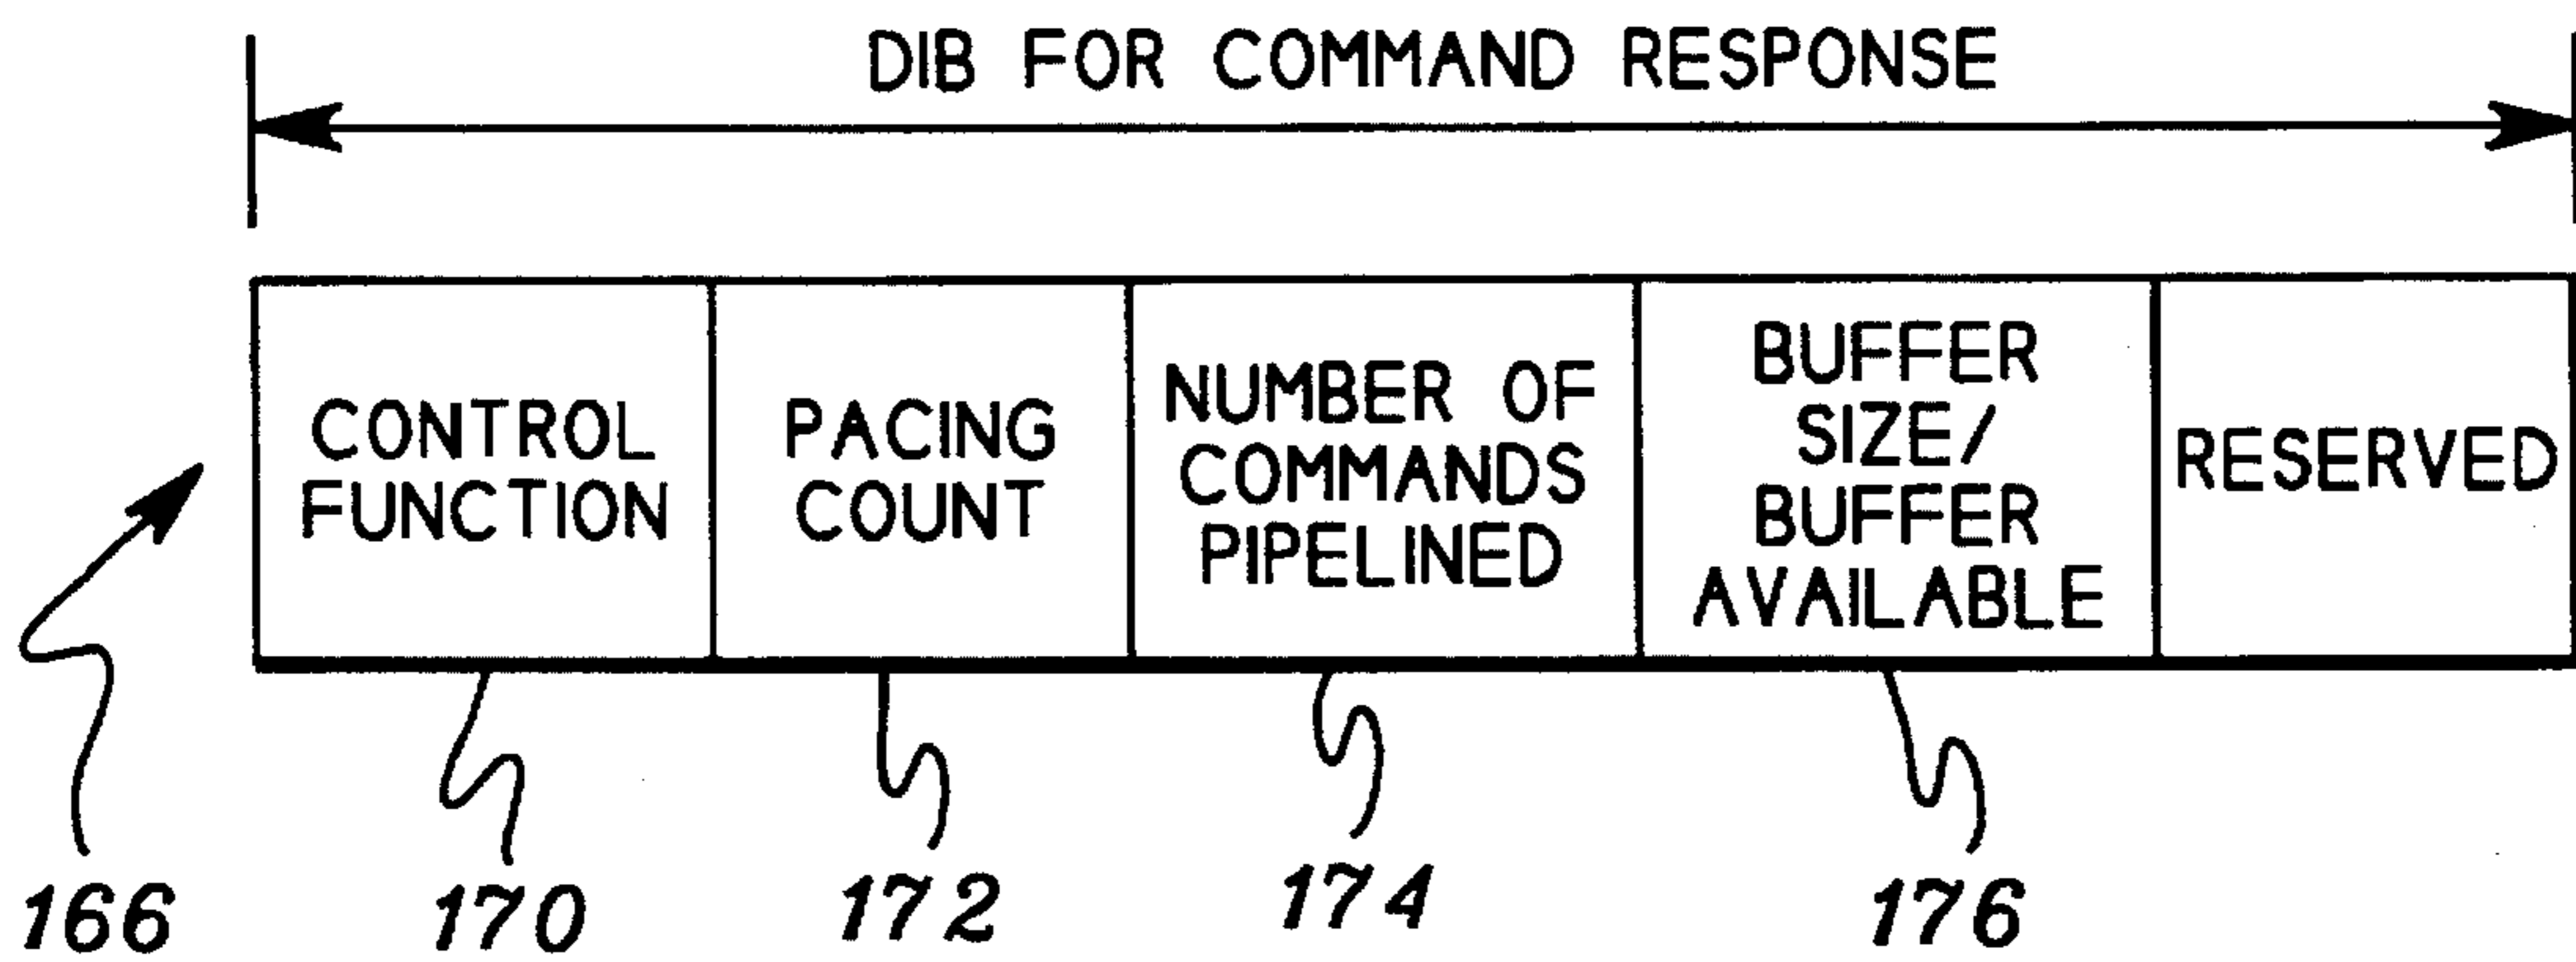 DIB FOR COMMAND RESPONSE
CONTROL
FUNCTION
PACING
COUNT
NUMBER OF
COMMANDS
PIPELINED
BUFFER
SIZE/
BUFFER
AVAILABLE
RESERVED
166
170
172
174
176